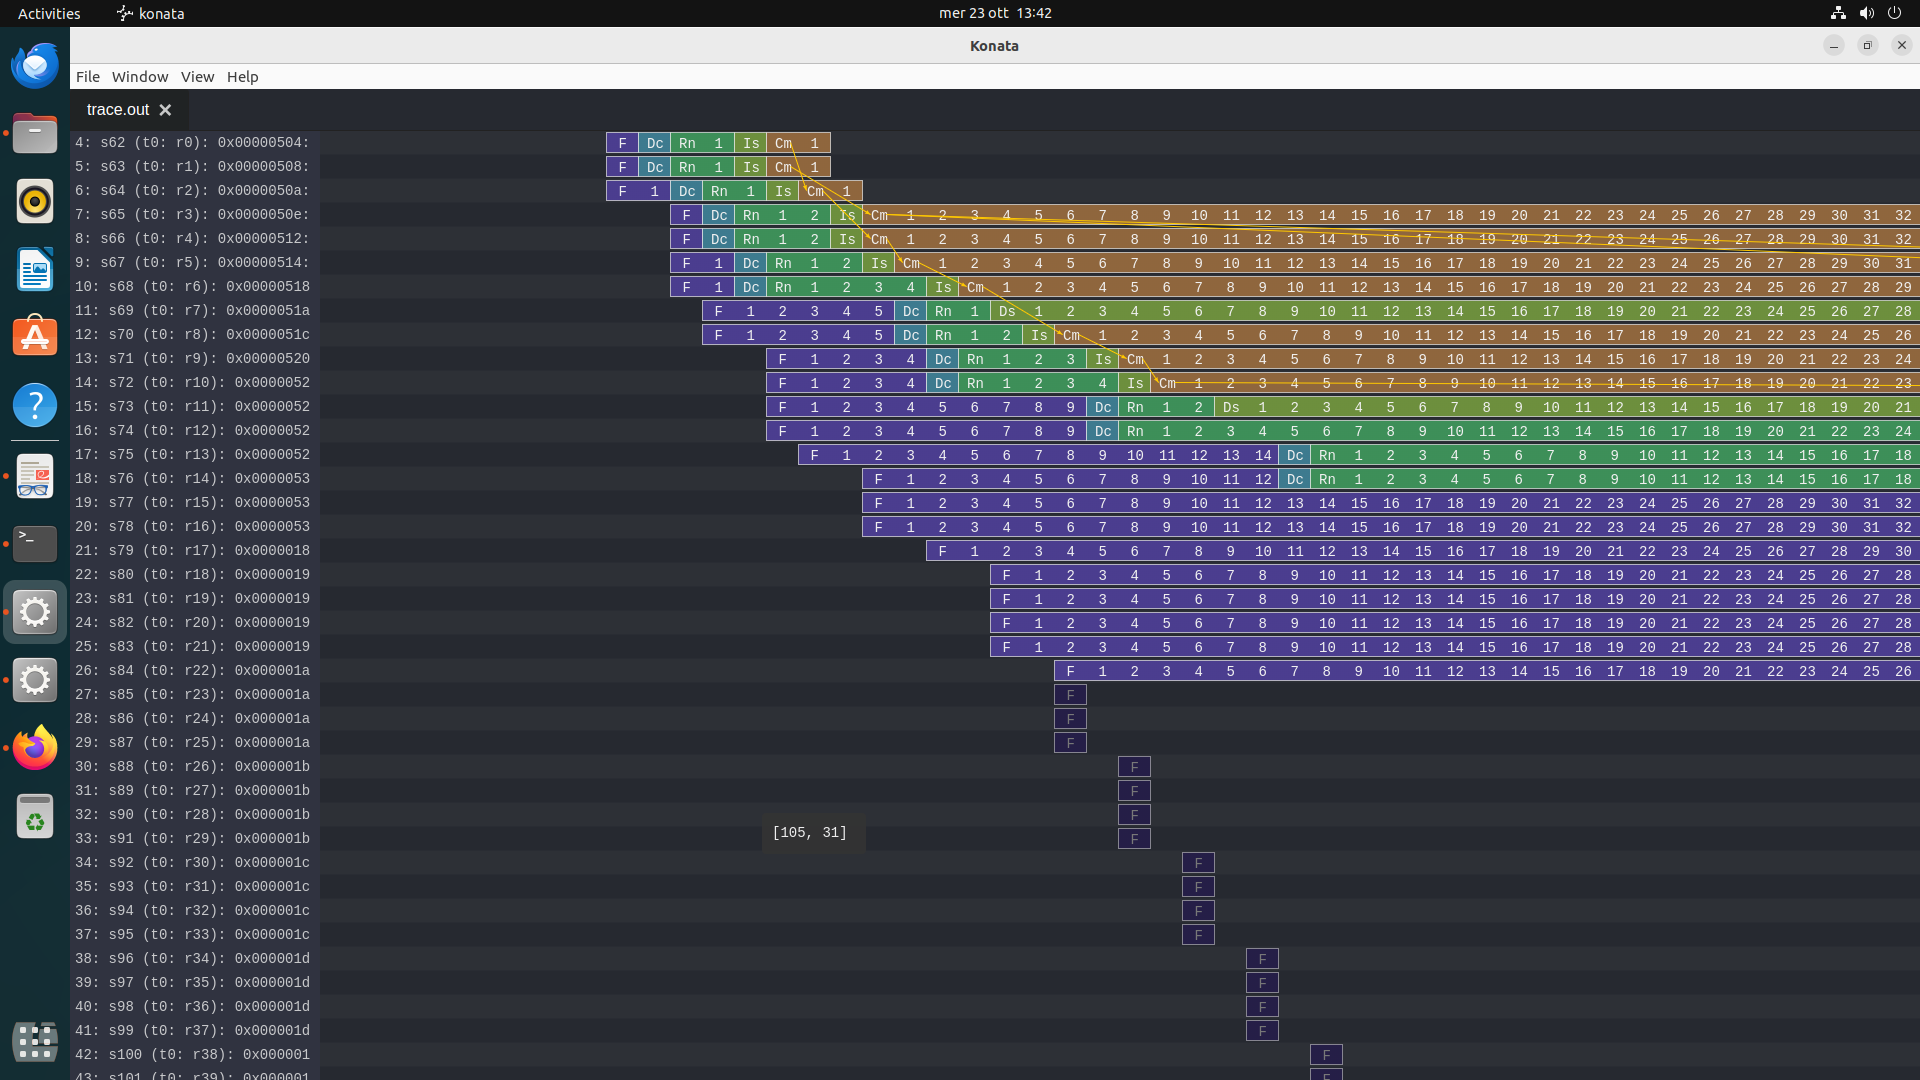 Activities konata mer 23 ott 13:42
Konata
File Window View Help
trace.out
4: s62 (t0: r0): 0x00000504: F Dc Rn 1 Is Cm 1
5: s63 (t0: r1): 0x00000508: F Dc Rn 1 Is Cm 1
6: s64 (t0: r2): 0x0000050a: F 1 Dc Rn 1 Is Cm 1
7: s65 (t0: r3): 0x0000050e: F Dc Rn 1 2 Is Cm 1 2 3 4 5 6 7 8 9 10 11 12 13 14 15 16 17 18 19 20 21 22 23 24 25 26 27 28 29 30 31 32
8: s66 (t0: r4): 0x00000512: F Dc Rn 1 2 Is Cm 1 2 3 4 5 6 7 8 9 10 11 12 13 14 15 16 17 18 19 20 21 22 23 24 25 26 27 28 29 30 31 32
9: s67 (t0: r5): 0x00000514: F 1 Dc Rn 1 2 Is Cm 1 2 3 4 5 6 7 8 9 10 11 12 13 14 15 16 17 18 19 20 21 22 23 24 25 26 27 28 29 30 31
10: s68 (t0: r6): 0x00000518 F 1 Dc Rn 1 2 3 4 Is Cm 1 2 3 4 5 6 7 8 9 10 11 12 13 14 15 16 17 18 19 20 21 22 23 24 25 26 27 28 29
11: s69 (t0: r7): 0x0000051a F 1 2 3 4 5 Dc Rn 1 Ds 1 2 3 4 5 6 7 8 9 10 11 12 13 14 15 16 17 18 19 20 21 22 23 24 25 26 27 28
12: s70 (t0: r8): 0x0000051c F 1 2 3 4 5 Dc Rn 1 2 Is Cm 1 2 3 4 5 6 7 8 9 10 11 12 13 14 15 16 17 18 19 20 21 22 23 24 25 26
13: s71 (t0: r9): 0x00000520 F 1 2 3 4 Dc Rn 1 2 3 Is Cm 1 2 3 4 5 6 7 8 9 10 11 12 13 14 15 16 17 18 19 20 21 22 23 24
14: s72 (t0: r10): 0x0000052 F 1 2 3 4 Dc Rn 1 2 3 4 Is Cm 1 2 3 4 5 6 7 8 9 10 11 12 13 14 15 16 17 18 19 20 21 22 23
15: s73 (t0: r11): 0x0000052 F 1 2 3 4 5 6 7 8 9 Dc Rn 1 2 Ds 1 2 3 4 5 6 7 8 9 10 11 12 13 14 15 16 17 18 19 20 21
16: s74 (t0: r12): 0x0000052 F 1 2 3 4 5 6 7 8 9 Dc Rn 1 2 3 4 5 6 7 8 9 10 11 12 13 14 15 16 17 18 19 20 21 22 23 24
17: s75 (t0: r13): 0x0000052 F 1 2 3 4 5 6 7 8 9 10 11 12 13 14 Dc Rn 1 2 3 4 5 6 7 8 9 10 11 12 13 14 15 16 17 18
18: s76 (t0: r14): 0x0000053 F 1 2 3 4 5 6 7 8 9 10 11 12 Dc Rn 1 2 3 4 5 6 7 8 9 10 11 12 13 14 15 16 17 18
19: s77 (t0: r15): 0x0000053 F 1 2 3 4 5 6 7 8 9 10 11 12 13 14 15 16 17 18 19 20 21 22 23 24 25 26 27 28 29 30 31 32
20: s78 (t0: r16): 0x0000053 F 1 2 3 4 5 6 7 8 9 10 11 12 13 14 15 16 17 18 19 20 21 22 23 24 25 26 27 28 29 30 31 32
21: s79 (t0: r17): 0x0000018 F 1 2 3 4 5 6 7 8 9 10 11 12 13 14 15 16 17 18 19 20 21 22 23 24 25 26 27 28 29 30
22: s80 (t0: r18): 0x0000019 F 1 2 3 4 5 6 7 8 9 10 11 12 13 14 15 16 17 18 19 20 21 22 23 24 25 26 27 28
23: s81 (t0: r19): 0x0000019 F 1 2 3 4 5 6 7 8 9 10 11 12 13 14 15 16 17 18 19 20 21 22 23 24 25 26 27 28
24: s82 (t0: r20): 0x0000019 F 1 2 3 4 5 6 7 8 9 10 11 12 13 14 15 16 17 18 19 20 21 22 23 24 25 26 27 28
25: s83 (t0: r21): 0x0000019 F 1 2 3 4 5 6 7 8 9 10 11 12 13 14 15 16 17 18 19 20 21 22 23 24 25 26 27 28
26: s84 (t0: r22): 0x000001a F 1 2 3 4 5 6 7 8 9 10 11 12 13 14 15 16 17 18 19 20 21 22 23 24 25 26
27: s85 (t0: r23): 0x000001a F
28: s86 (t0: r24): 0x000001a F
29: s87 (t0: r25): 0x000001a F
30: s88 (t0: r26): 0x000001b F
31: s89 (t0: r27): 0x000001b F
32: s90 (t0: r28): 0x000001b F
33: s91 (t0: r29): 0x000001b F
[105, 31]
34: s92 (t0: r30): 0x000001c F
35: s93 (t0: r31): 0x000001c F
36: s94 (t0: r32): 0x000001c F
37: s95 (t0: r33): 0x000001c F
38: s96 (t0: r34): 0x000001d F
39: s97 (t0: r35): 0x000001d F
40: s98 (t0: r36): 0x000001d F
41: s99 (t0: r37): 0x000001d F
42: s100 (t0: r38): 0x000001 F
43: s101 (t0: r39): 0x000001 F